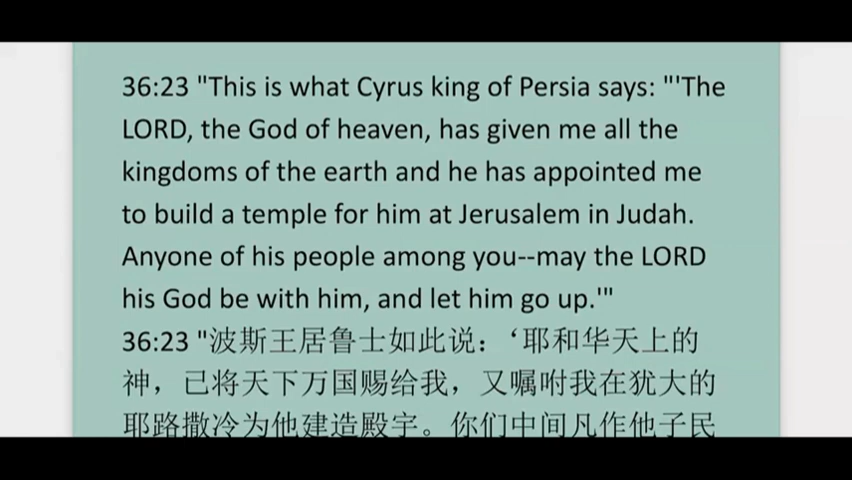 36:23 "This is what Cyrus king of Persia says: "'The
LORD, the God of heaven, has given me all the
kingdoms of the earth and he has appointed me
to build a temple for him at Jerusalem in Judah.
Anyone of his people among you--may the LORD
his God be with him, and let him go up.'"
36:23 "波斯王居鲁士如此说：‘耶和华天上的
神，已将天下万国赐给我，又嘱咐我在犹大的
耶路撒冷为他建造殿宇。你们中间凡作他子民